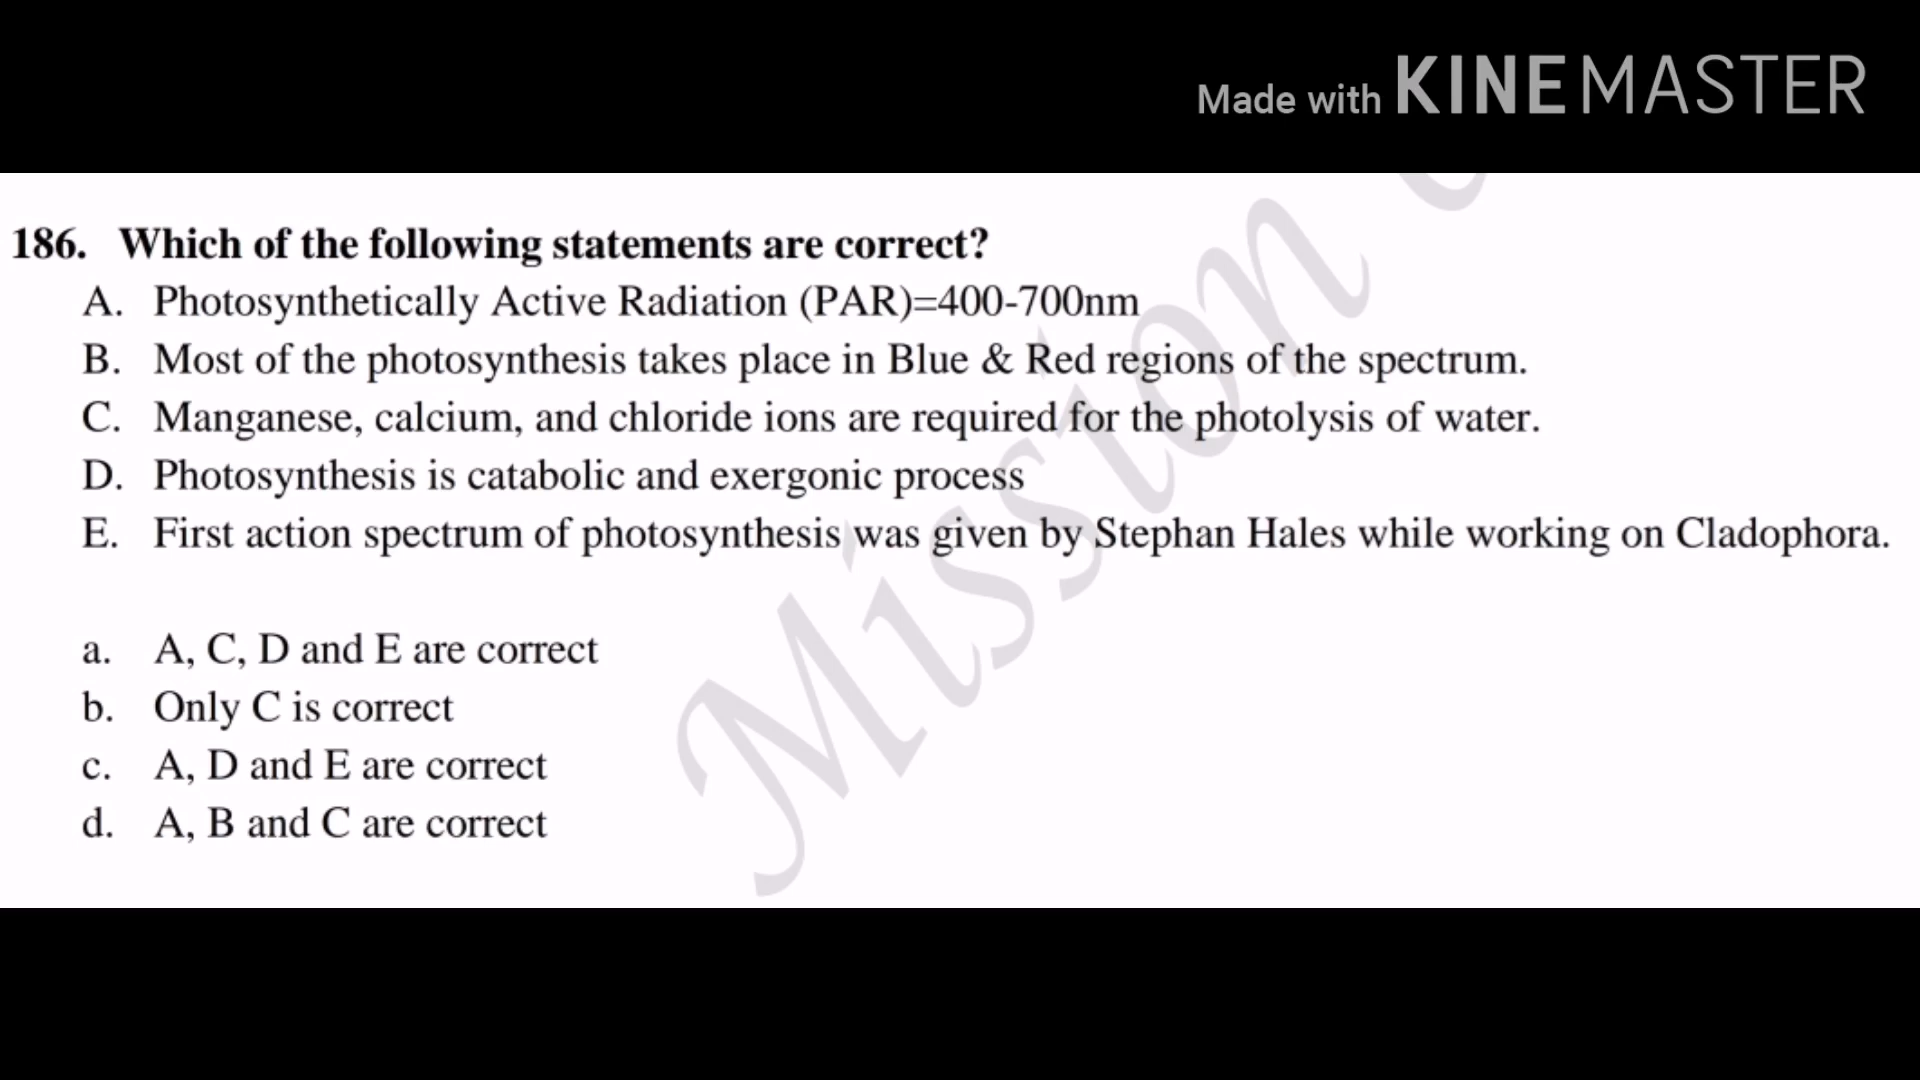 Made with KINEMASTER
186. Which of the following statements are correct?
A. Photosynthetically Active Radiation (PAR)=400-700nm
B. Most of the photosynthesis takes place in Blue & Red regions of the spectrum.
C. Manganese, calcium, and chloride ions are required for the photolysis of water.
D. Photosynthesis is catabolic and exergonic process
E. First action spectrum of photosynthesis was given by Stephan Hales while working on Cladophora.
a. A, C, D and E are correct
b. Only C is correct
c. A, D and E are correct
d. A, B and C are correct
Mission